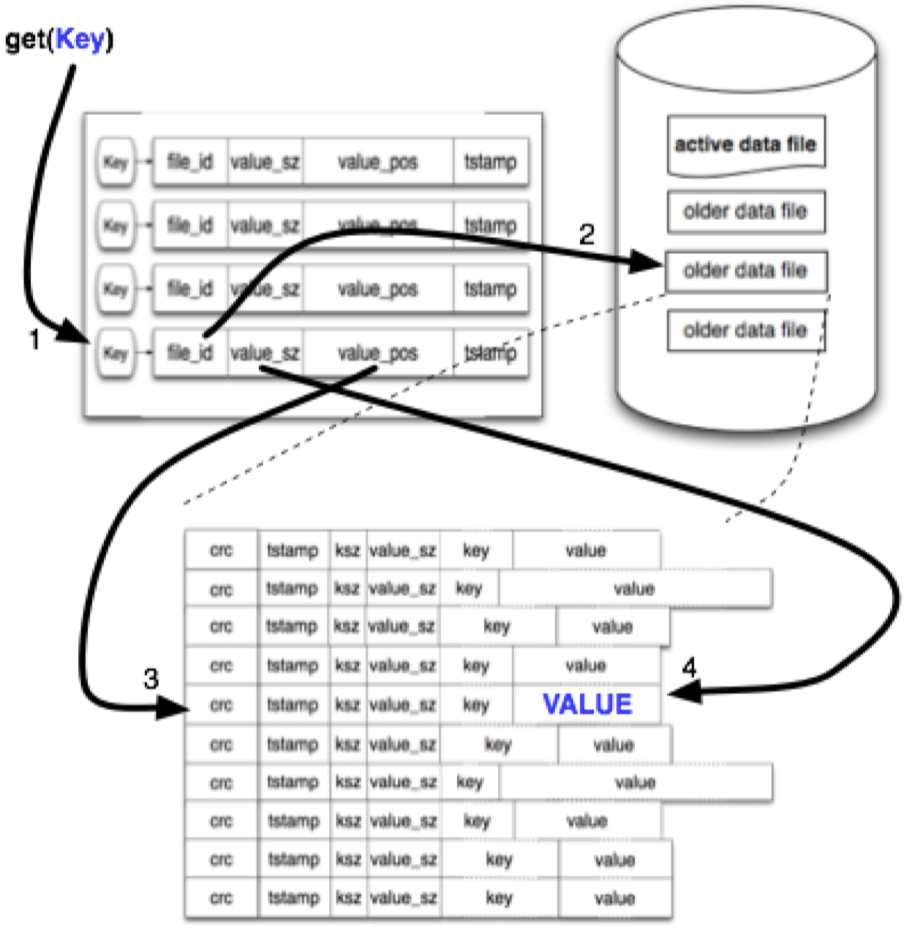 get(Key)
Key file_id value_sz value_pos tstamp
Key file_id value_sz value_pos tstamp
Key file_id value_sz value_pos tstamp
1 Key file_id value_sz value_pos tstamp
active data file
older data file
2 older data file
older data file
crc tstamp ksz value_sz key value
crc tstamp ksz value_sz key value
crc tstamp ksz value_sz key value
crc tstamp ksz value_sz key value
3 crc tstamp ksz value_sz key VALUE 4
crc tstamp ksz value_sz key value
crc tstamp ksz value_sz key value
crc tstamp ksz value_sz key value
crc tstamp ksz value_sz key value
crc tstamp ksz value_sz key value